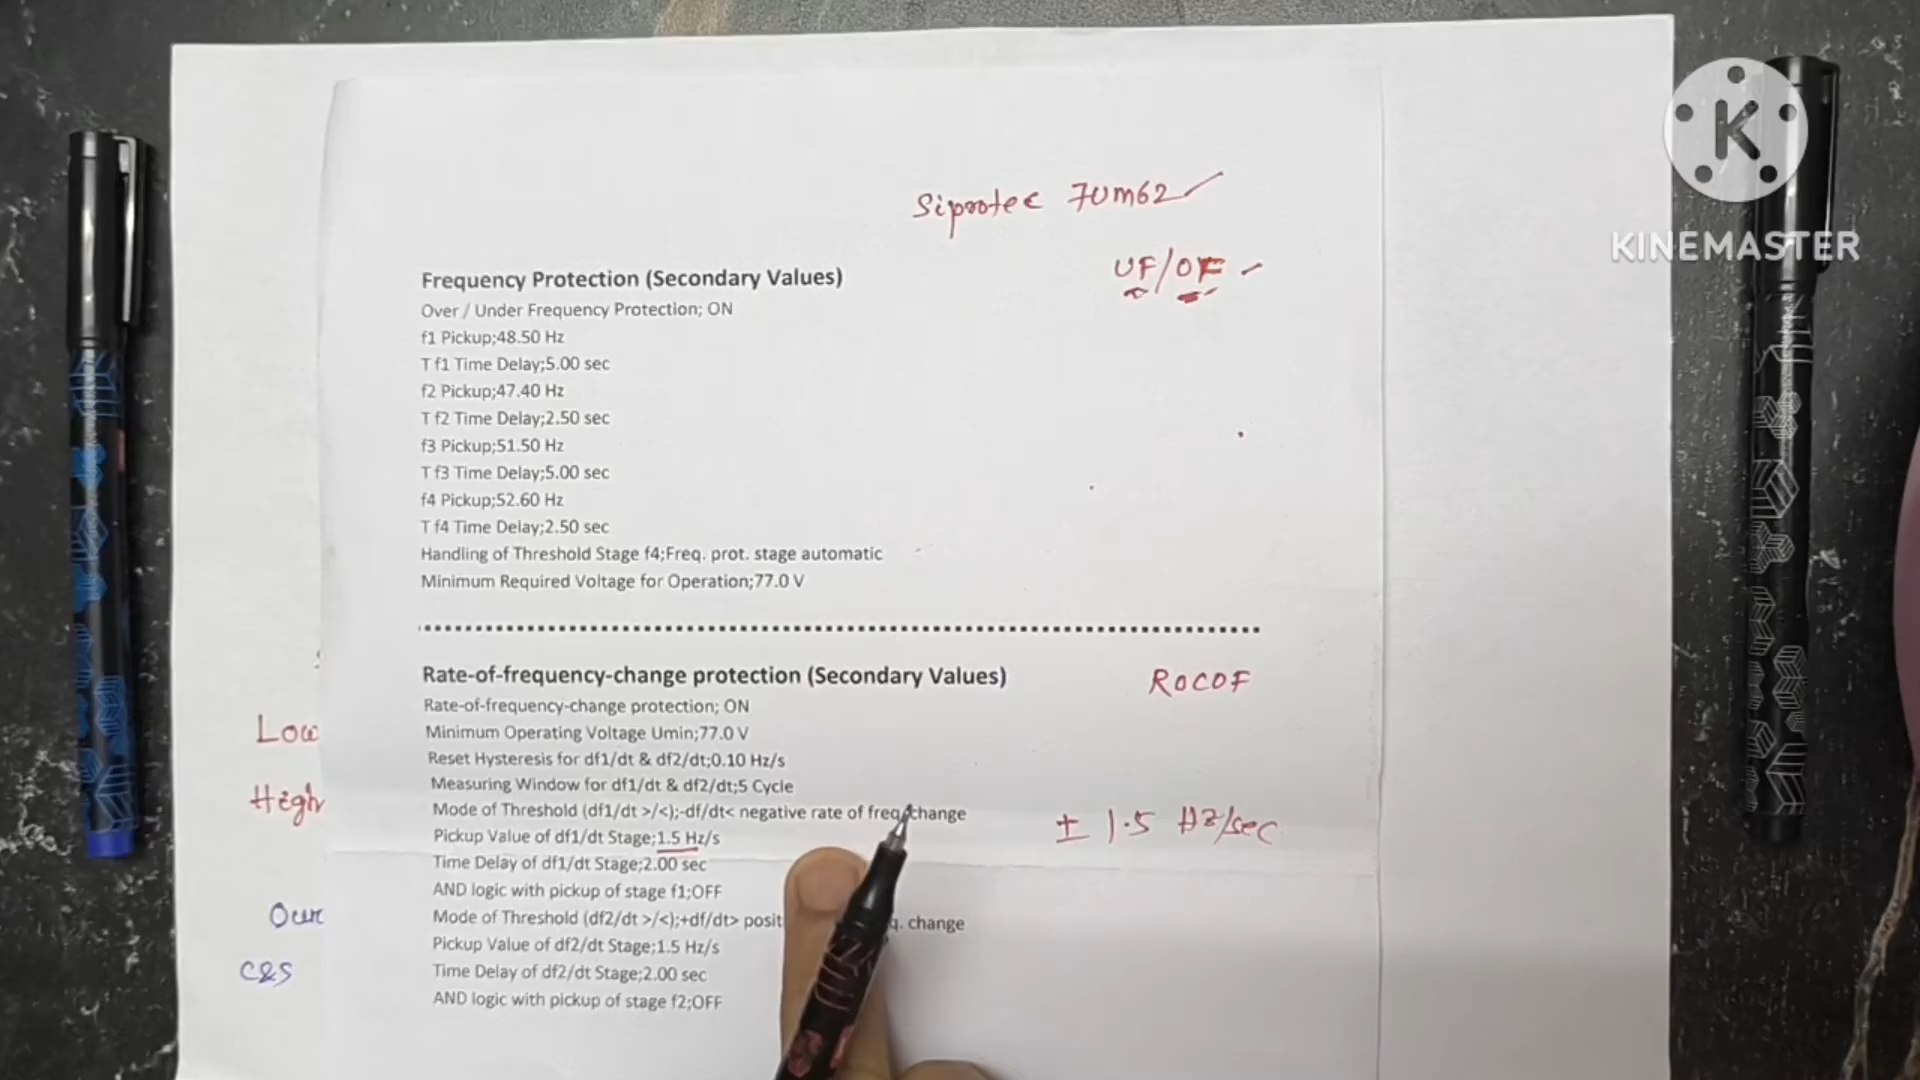 K
KINEMASTER
Siprotec 7UM62
UF/OF
Frequency Protection (Secondary Values)
Over / Under Frequency Protection; ON
f1 Pickup;48.50 Hz
T f1 Time Delay;5.00 sec
f2 Pickup;47.40 Hz
T f2 Time Delay;2.50 sec
f3 Pickup;51.50 Hz
T f3 Time Delay;5.00 sec
f4 Pickup;52.60 Hz
T f4 Time Delay;2.50 sec
Handling of Threshold Stage f4;Freq. prot. stage automatic
Minimum Required Voltage for Operation;77.0 V
Rate-of-frequency-change protection (Secondary Values)
ROCOF
Rate-of-frequency-change protection; ON
Minimum Operating Voltage Umin;77.0 V
Reset Hysteresis for df1/dt & df2/dt;0.10 Hz/s
Measuring Window for df1/dt & df2/dt;5 Cycle
Mode of Threshold (df1/dt >/<);-df/dt< negative rate of freq. change
± 1.5 Hz/sec
Pickup Value of df1/dt Stage;1.5 Hz/s
Time Delay of df1/dt Stage;2.00 sec
AND logic with pickup of stage f1;OFF
Mode of Threshold (df2/dt >/<);+df/dt> posit q. change
Pickup Value of df2/dt Stage;1.5 Hz/s
Time Delay of df2/dt Stage;2.00 sec
AND logic with pickup of stage f2;OFF
Low
High
Our
C&S